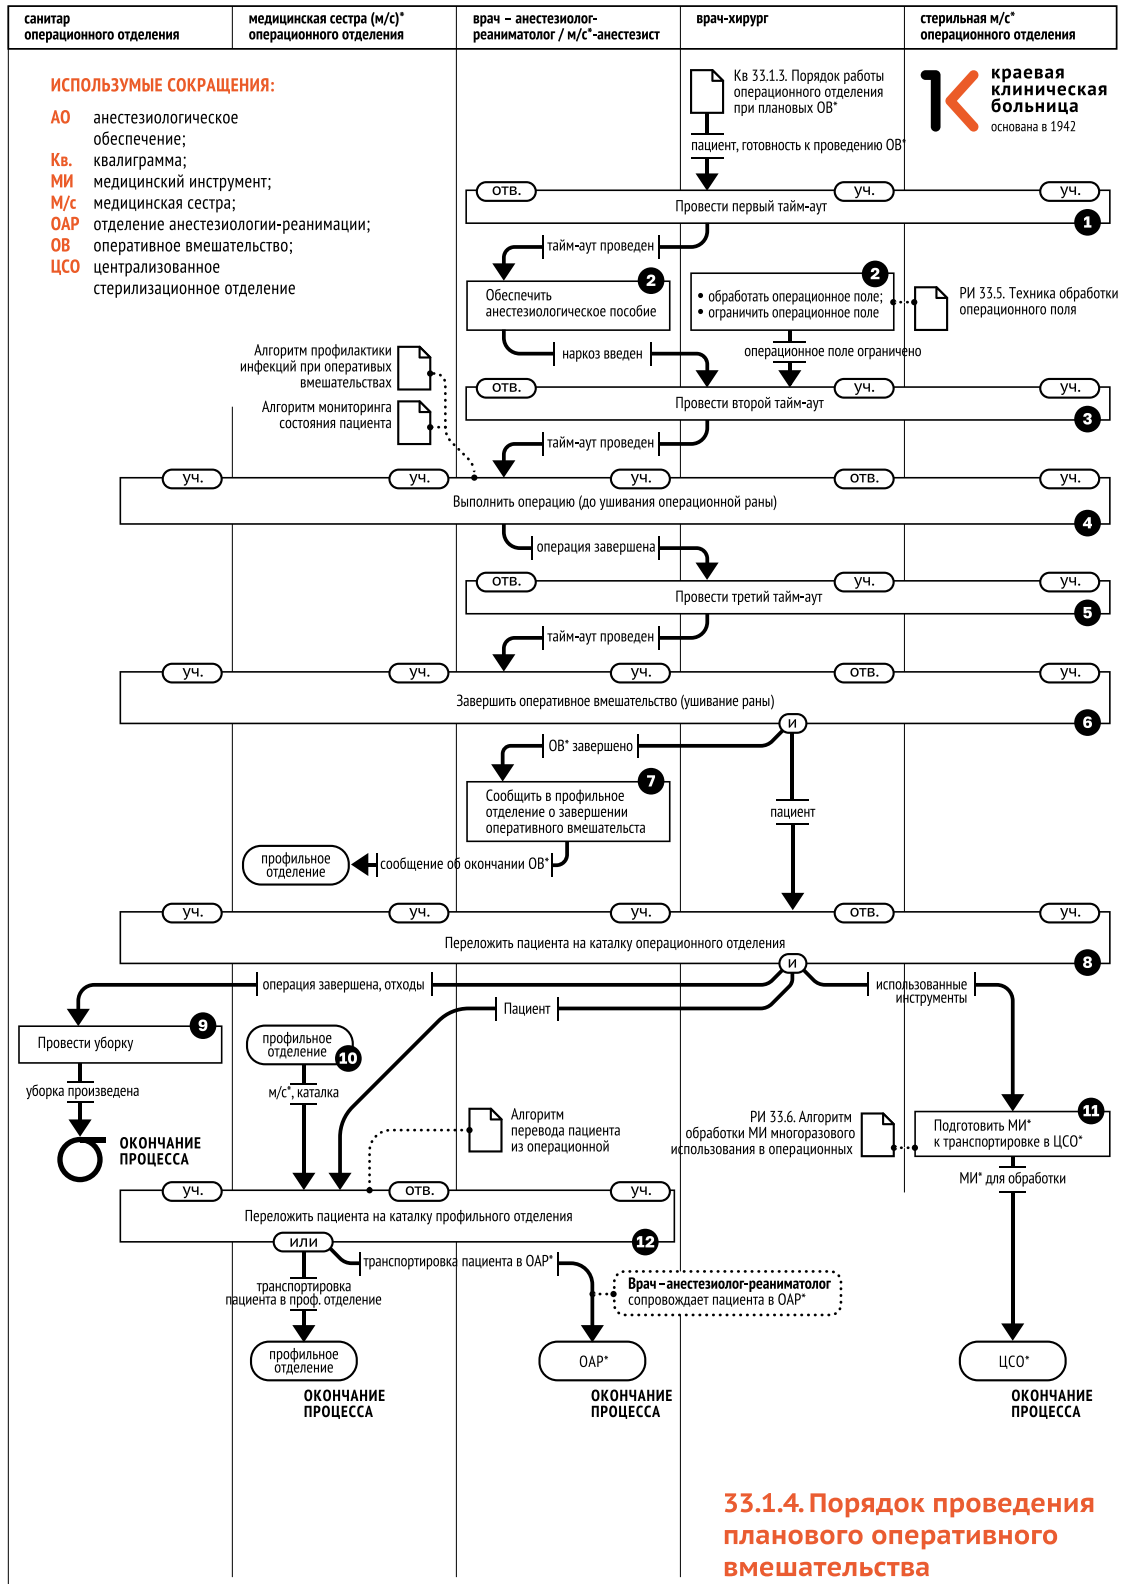 санитар
операционного отделения
медицинская сестра (м/с)*
операционного отделения
врач – анестезиолог-
реаниматолог / м/с*-анестезист
врач-хирург
стерильная м/с*
операционного отделения
ИСПОЛЬЗУМЫЕ СОКРАЩЕНИЯ:
АО анестезиологическое
обеспечение;
Кв. квалиграмма;
МИ медицинский инструмент;
М/с медицинская сестра;
ОАР отделение анестезиологии-реанимации;
ОВ оперативное вмешательство;
ЦСО централизованное
стерилизационное отделение
Кв 33.1.3. Порядок работы
операционного отделения
при плановых ОВ*
1К
краевая
клиническая
больница
основана в 1942
пациент, готовность к проведению ОВ*
отв.
уч.
уч.
Провести первый тайм-аут
1
тайм-аут проведен
2
Обеспечить
анестезиологическое пособие
2
• обработать операционное поле;
• ограничить операционное поле
РИ 33.5. Техника обработки
операционного поля
наркоз введен
операционное поле ограничено
Алгоритм профилактики
инфекций при оперативых
вмешательствах
Алгоритм мониторинга
состояния пациента
отв.
уч.
уч.
Провести второй тайм-аут
3
тайм-аут проведен
уч.
уч.
уч.
отв.
уч.
Выполнить операцию (до ушивания операционной раны)
4
операция завершена
отв.
уч.
уч.
Провести третий тайм-аут
5
тайм-аут проведен
уч.
уч.
уч.
отв.
уч.
Завершить оперативное вмешательство (ушивание раны)
и
6
ОВ* завершено
7
Сообщить в профильное
отделение о завершении
оперативного вмешательста
пациент
сообщение об окончании ОВ*
профильное
отделение
уч.
уч.
уч.
отв.
уч.
Переложить пациента на каталку операционного отделения
и
8
операция завершена, отходы
Пациент
использованные
инструменты
9
Провести уборку
профильное
отделение
10
уборка произведена
м/с*, каталка
ОКОНЧАНИЕ
ПРОЦЕССА
Алгоритм
перевода пациента
из операционной
РИ 33.6. Алгоритм
обработки МИ многоразового
использования в операционных
11
Подготовить МИ*
к транспортировке в ЦСО*
МИ* для обработки
уч.
отв.
уч.
Переложить пациента на каталку профильного отделения
или
12
транспортировка пациента в ОАР*
транспортировка
пациента в проф. отделение
Врач –анестезиолог-реаниматолог
сопровождает пациента в ОАР*
профильное
отделение
ОАР*
ЦСО*
ОКОНЧАНИЕ
ПРОЦЕССА
ОКОНЧАНИЕ
ПРОЦЕССА
ОКОНЧАНИЕ
ПРОЦЕССА
33.1.4. Порядок проведения
планового оперативного
вмешательства